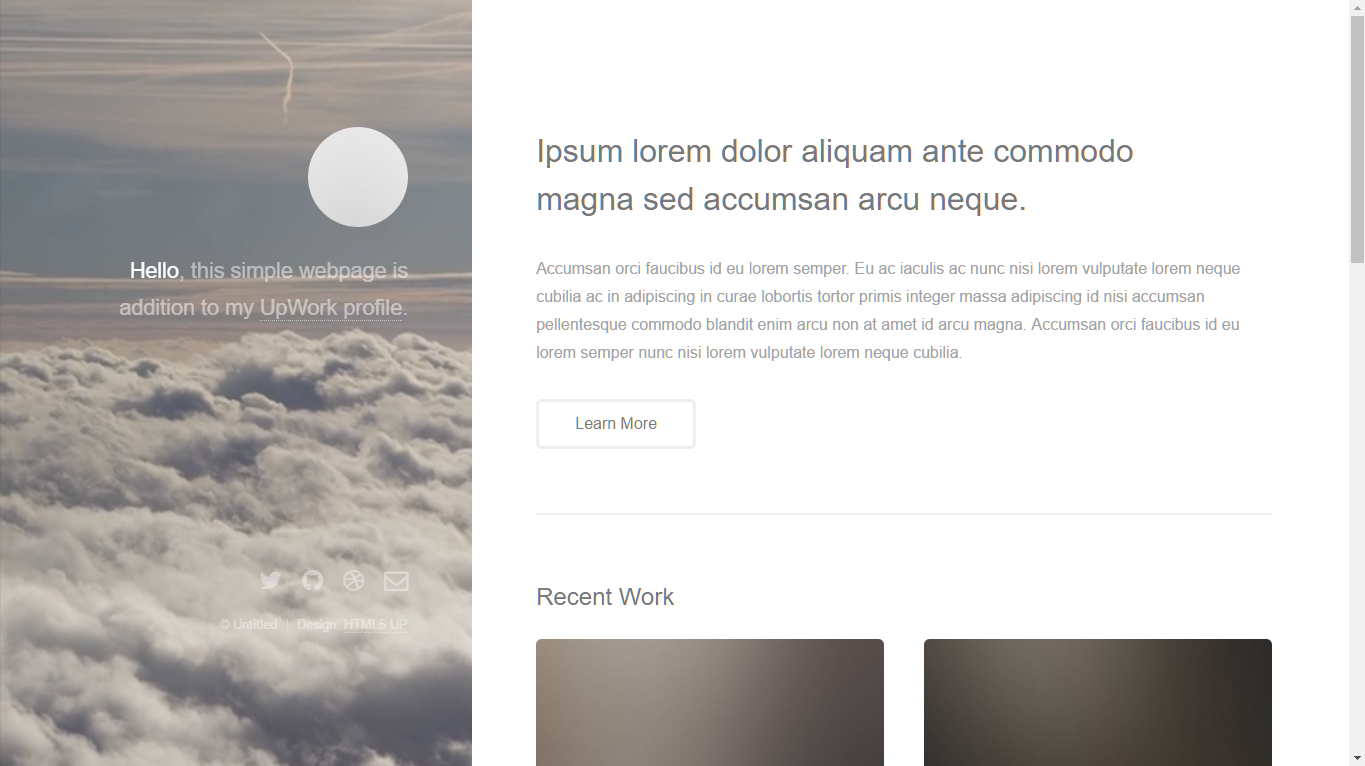 Hello, this simple webpage is
addition to my UpWork profile.
© Untitled | Design: HTML5 UP
Ipsum lorem dolor aliquam ante commodo
magna sed accumsan arcu neque.
Accumsan orci faucibus id eu lorem semper. Eu ac iaculis ac nunc nisi lorem vulputate lorem neque
cubilia ac in adipiscing in curae lobortis tortor primis integer massa adipiscing id nisi accumsan
pellentesque commodo blandit enim arcu non at amet id arcu magna. Accumsan orci faucibus id eu
lorem semper nunc nisi lorem vulputate lorem neque cubilia.
Learn More
Recent Work